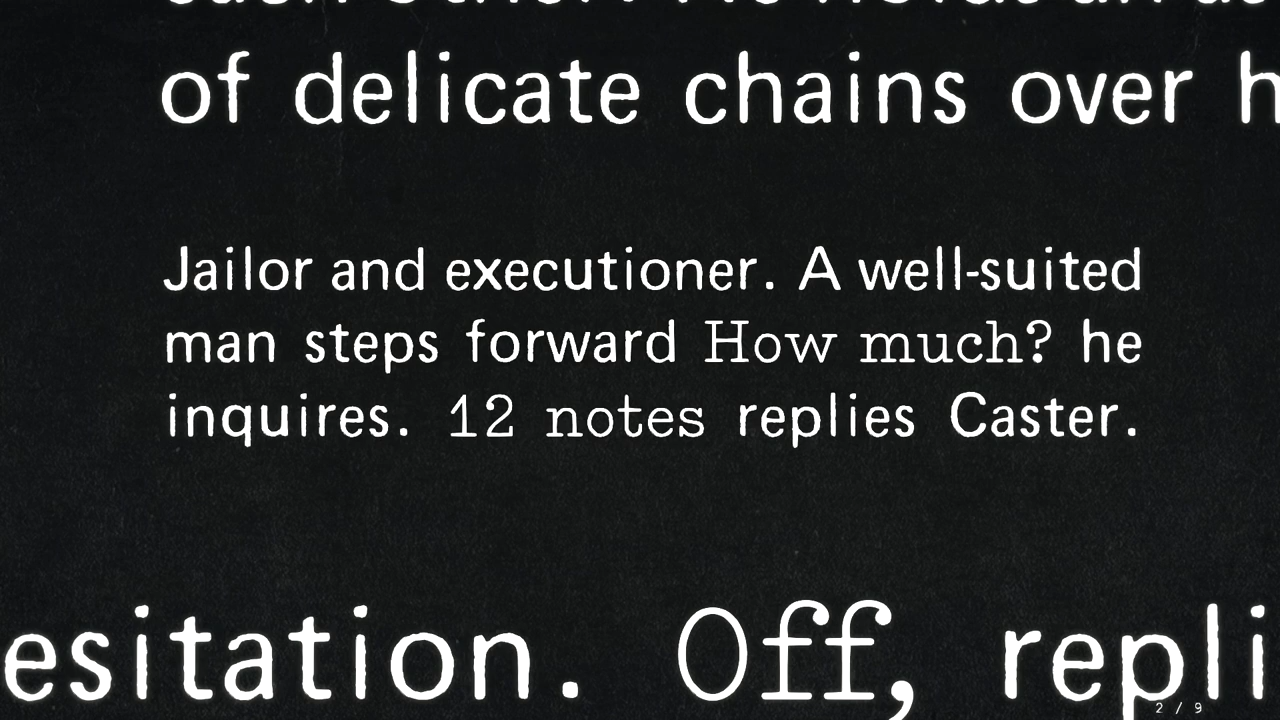 of delicate chains over
Jailor and executioner. A well-suited
man steps forward How much? he
inquires. 12 notes replies Caster.
esitation. Off, repli
2 / 9